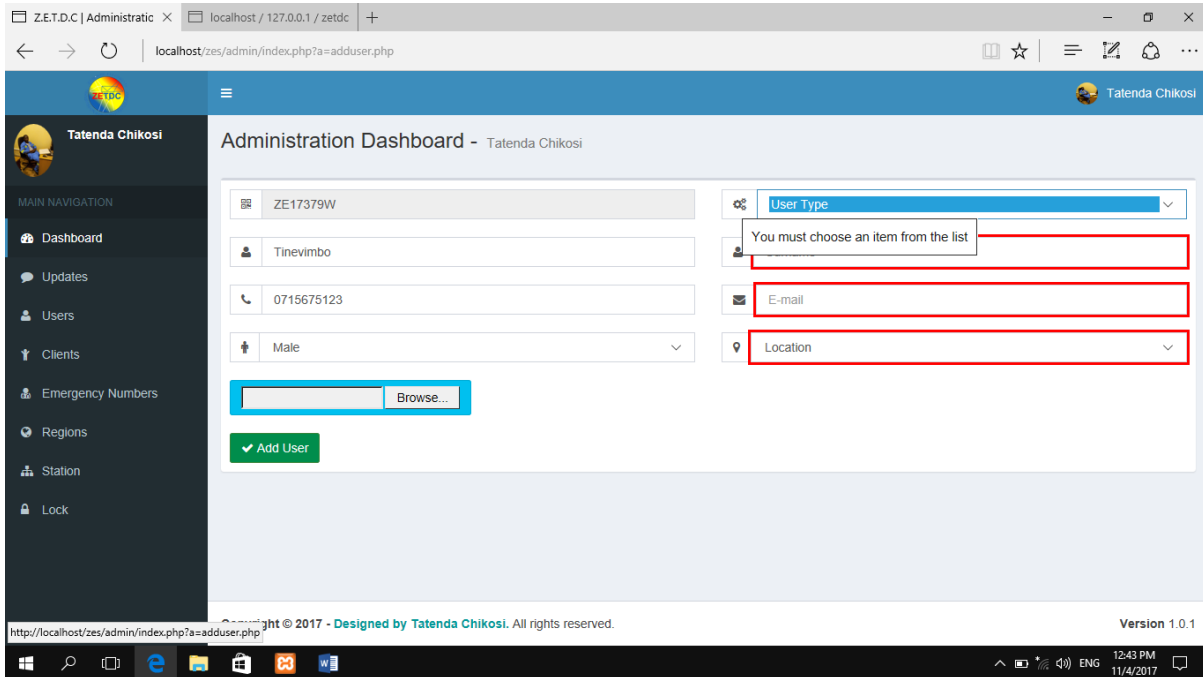 Z.E.T.D.C | Administratic
localhost / 127.0.0.1 / zetdc
localhost/zes/admin/index.php?a=adduser.php
ZETDC
Tatenda Chikosi
Tatenda Chikosi
Administration Dashboard - Tatenda Chikosi
MAIN NAVIGATION
Dashboard
Updates
Users
Clients
Emergency Numbers
Regions
Station
Lock
ZE17379W
User Type
You must choose an item from the list
Tinevimbo
0715675123
E-mail
Male
Location
Browse...
Add User
Copyright © 2017 - Designed by Tatenda Chikosi. All rights reserved.
Version 1.0.1
http://localhost/zes/admin/index.php?a=adduser.php
ENG
12:43 PM
11/4/2017